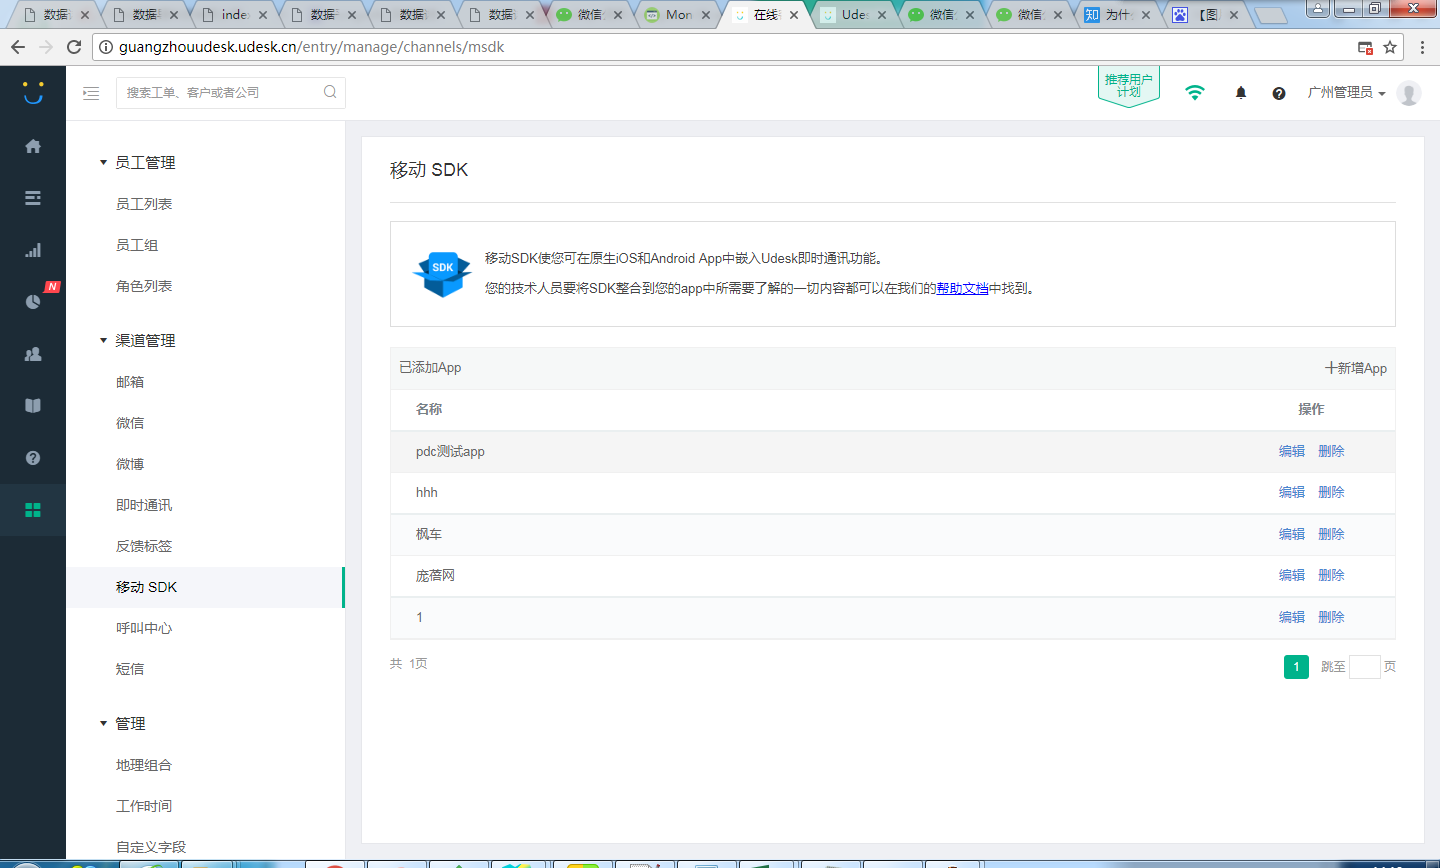 数据
数据
index
数据
数据
数据
微信
Mon
在线
Udes
微信
微信
知 为什
【图
guangzhouudesk.udesk.cn/entry/manage/channels/msdk
搜索工单、客户或者公司
推荐用户
计划
广州管理员
N
员工管理
员工列表
员工组
角色列表
渠道管理
邮箱
微信
微博
即时通讯
反馈标签
移动 SDK
呼叫中心
短信
管理
地理组合
工作时间
自定义字段
移动 SDK
SDK
移动SDK使您可在原生iOS和Android App中嵌入Udesk即时通讯功能。
您的技术人员要将SDK整合到您的app中所需要了解的一切内容都可以在我们的帮助文档中找到。
已添加App
新增App
名称 操作
pdc测试app 编辑 删除
hhh 编辑 删除
枫车 编辑 删除
庞蓓网 编辑 删除
1 编辑 删除
共 1页
1 跳至 页